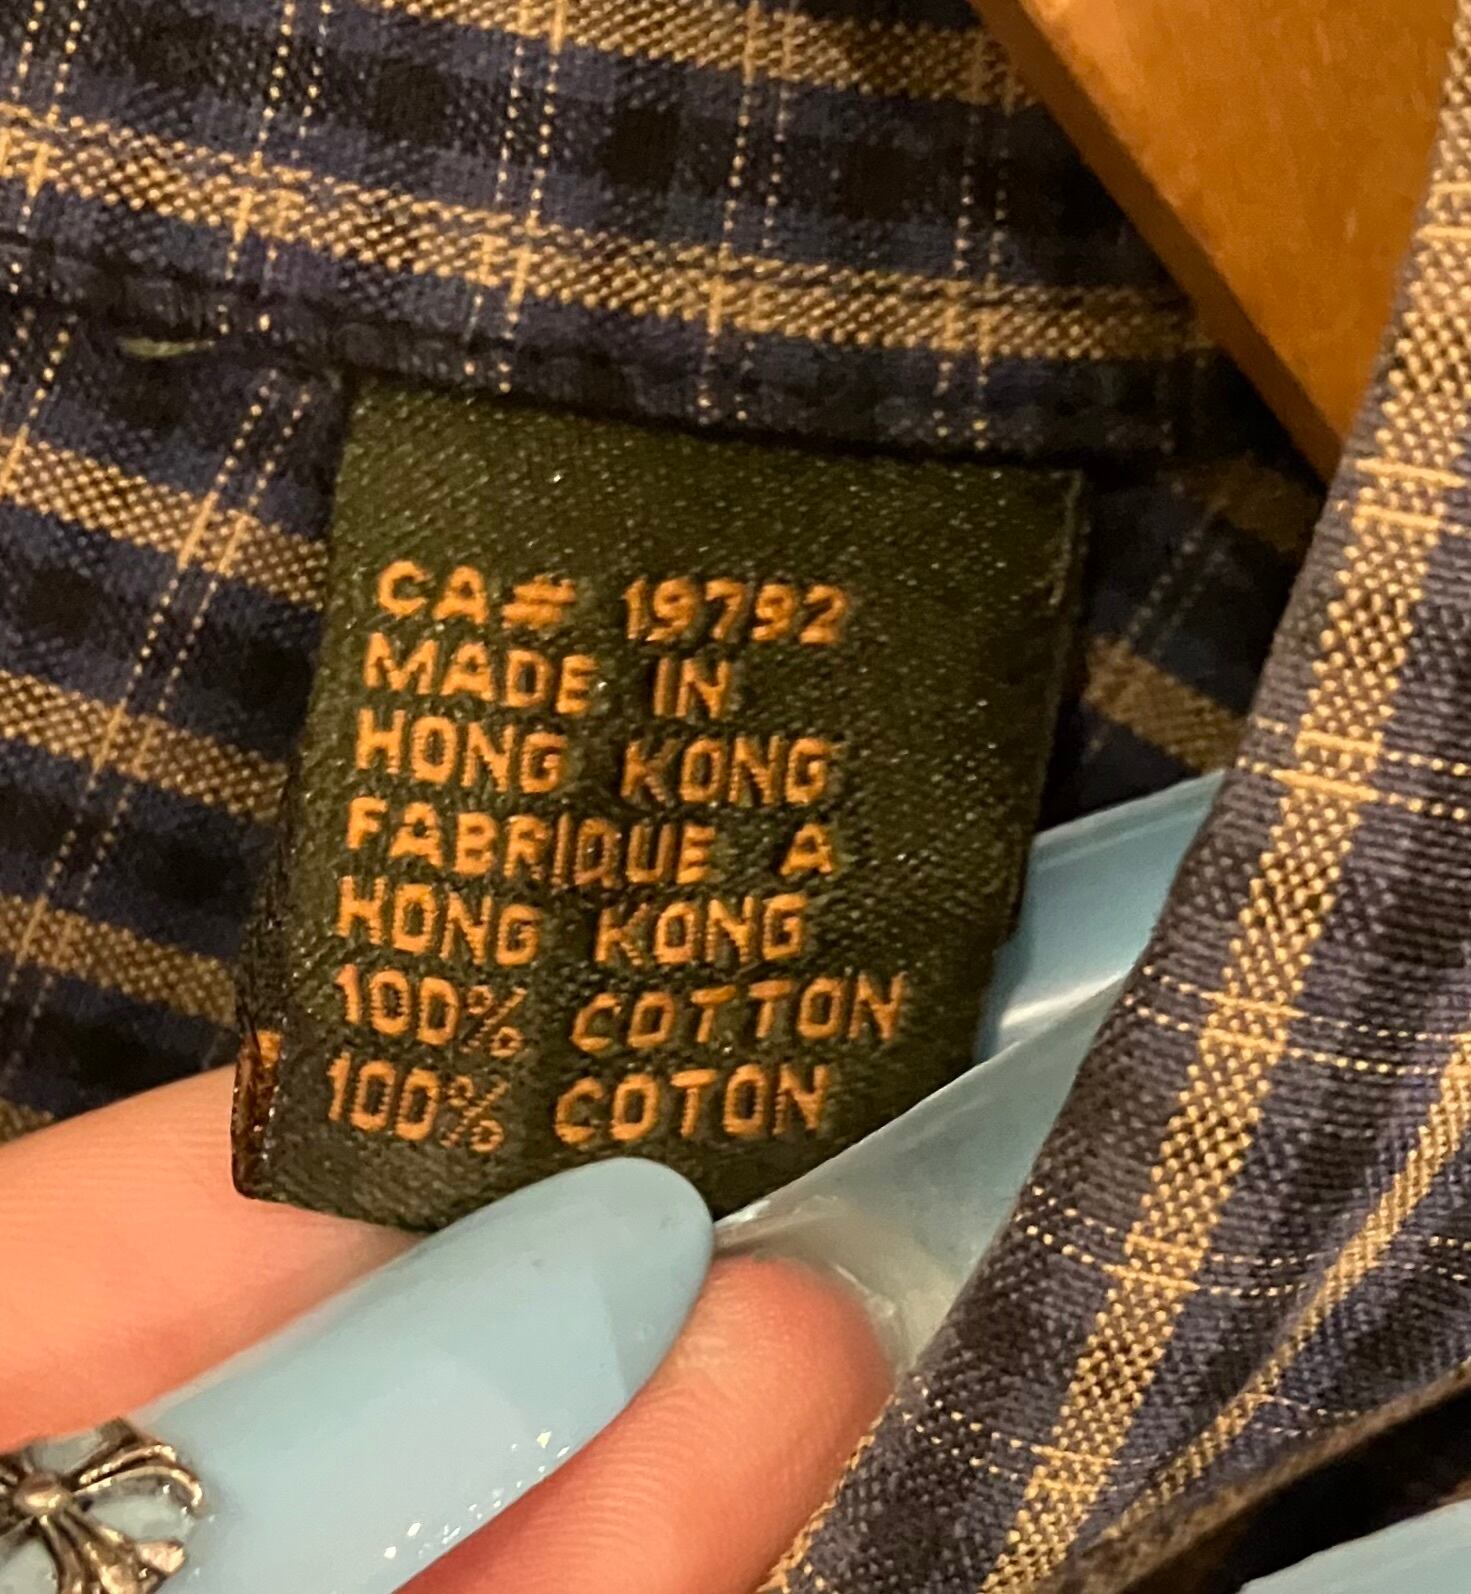 CA# 19792
MADE IN
HONG KONG
FABRIQUE A
HONG KONG
100% COTTON
100% COTON